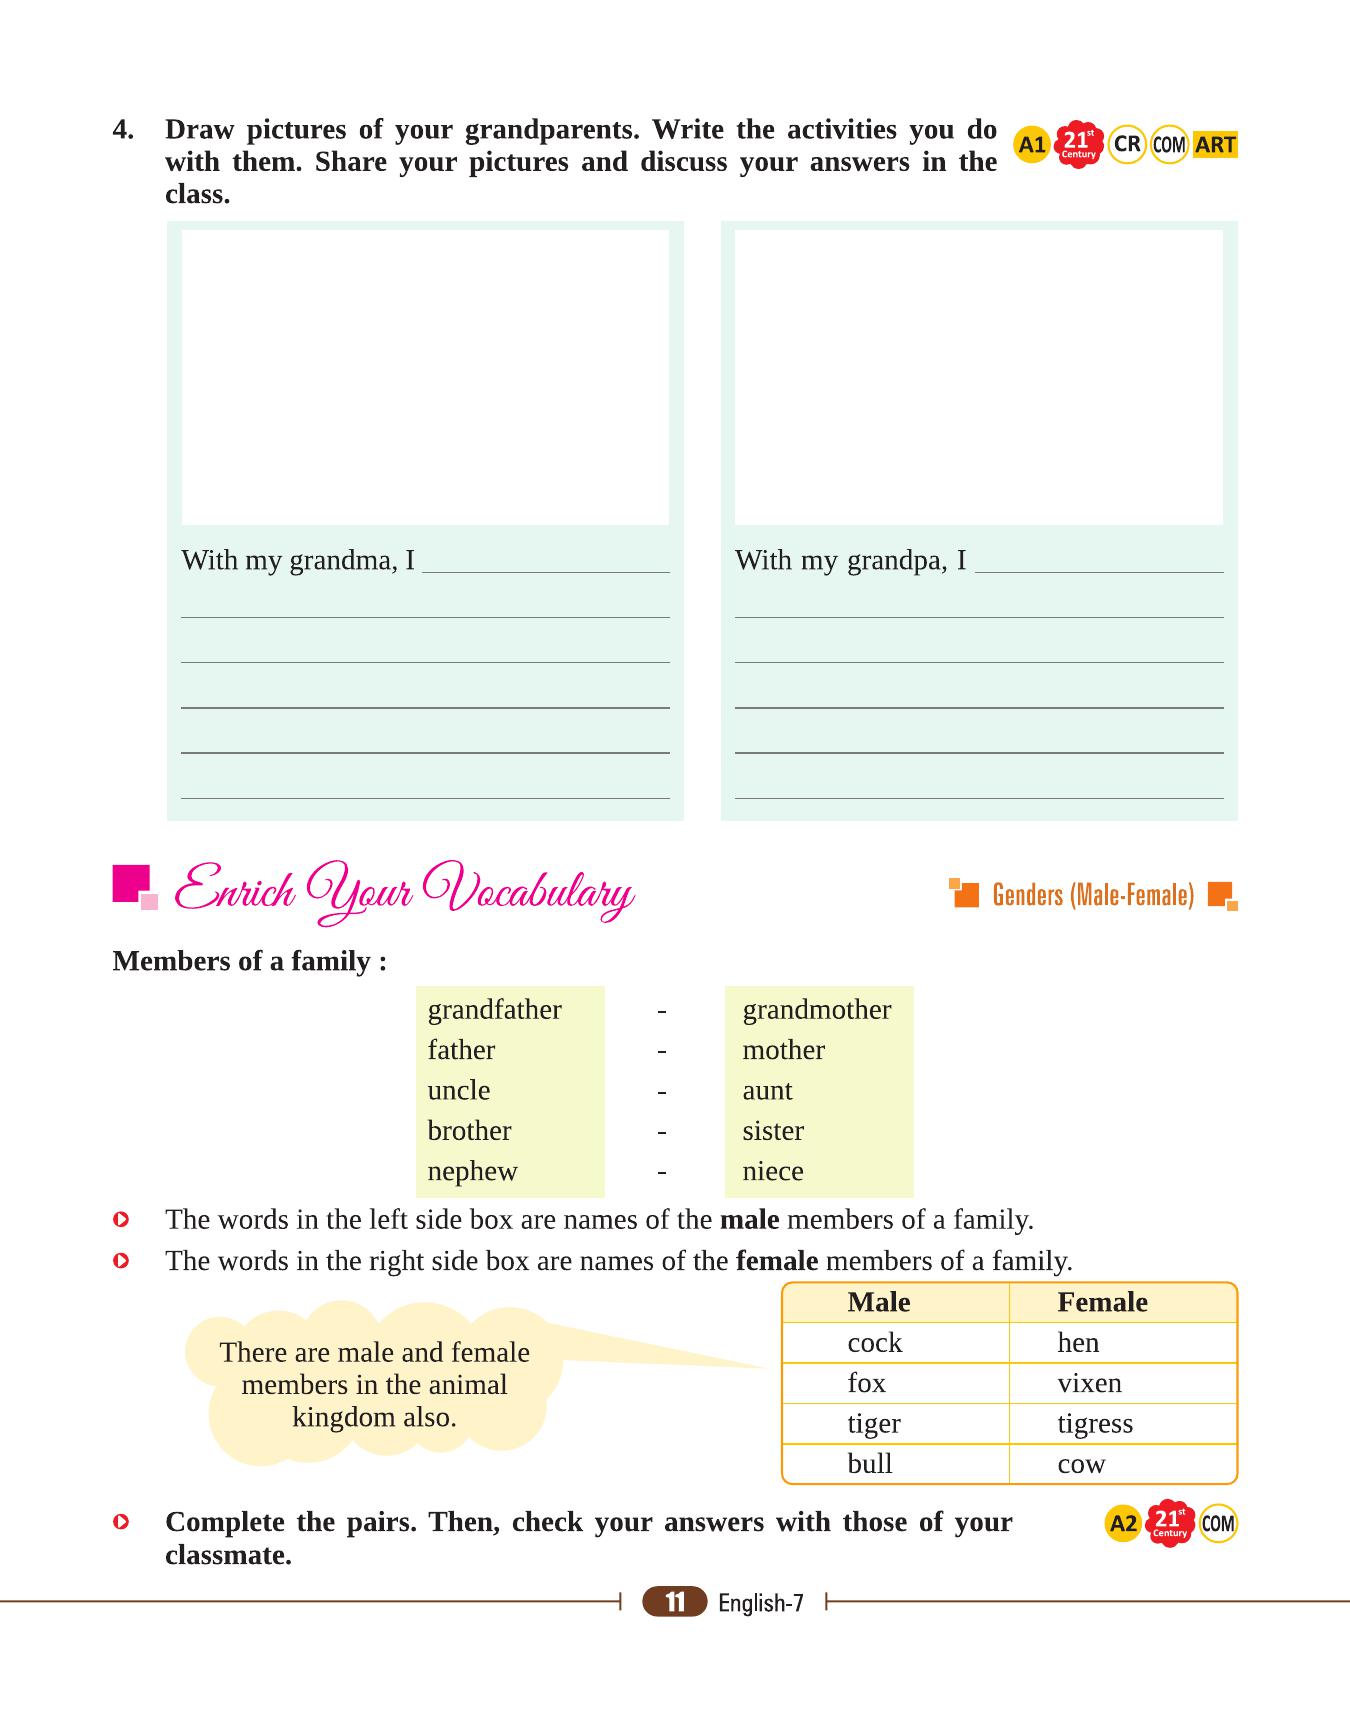 4. Draw pictures of your grandparents. Write the activities you do
with them. Share your pictures and discuss your answers in the
class.
A1 21st Century CR COM ART
With my grandma, I
With my grandpa, I
Enrich Your Vocabulary
Genders (Male-Female)
Members of a family :
grandfather - grandmother
father - mother
uncle - aunt
brother - sister
nephew - niece
The words in the left side box are names of the male members of a family.
The words in the right side box are names of the female members of a family.
There are male and female
members in the animal
kingdom also.
Male Female
cock hen
fox vixen
tiger tigress
bull cow
Complete the pairs. Then, check your answers with those of your
classmate.
A2 21st Century COM
11 English-7